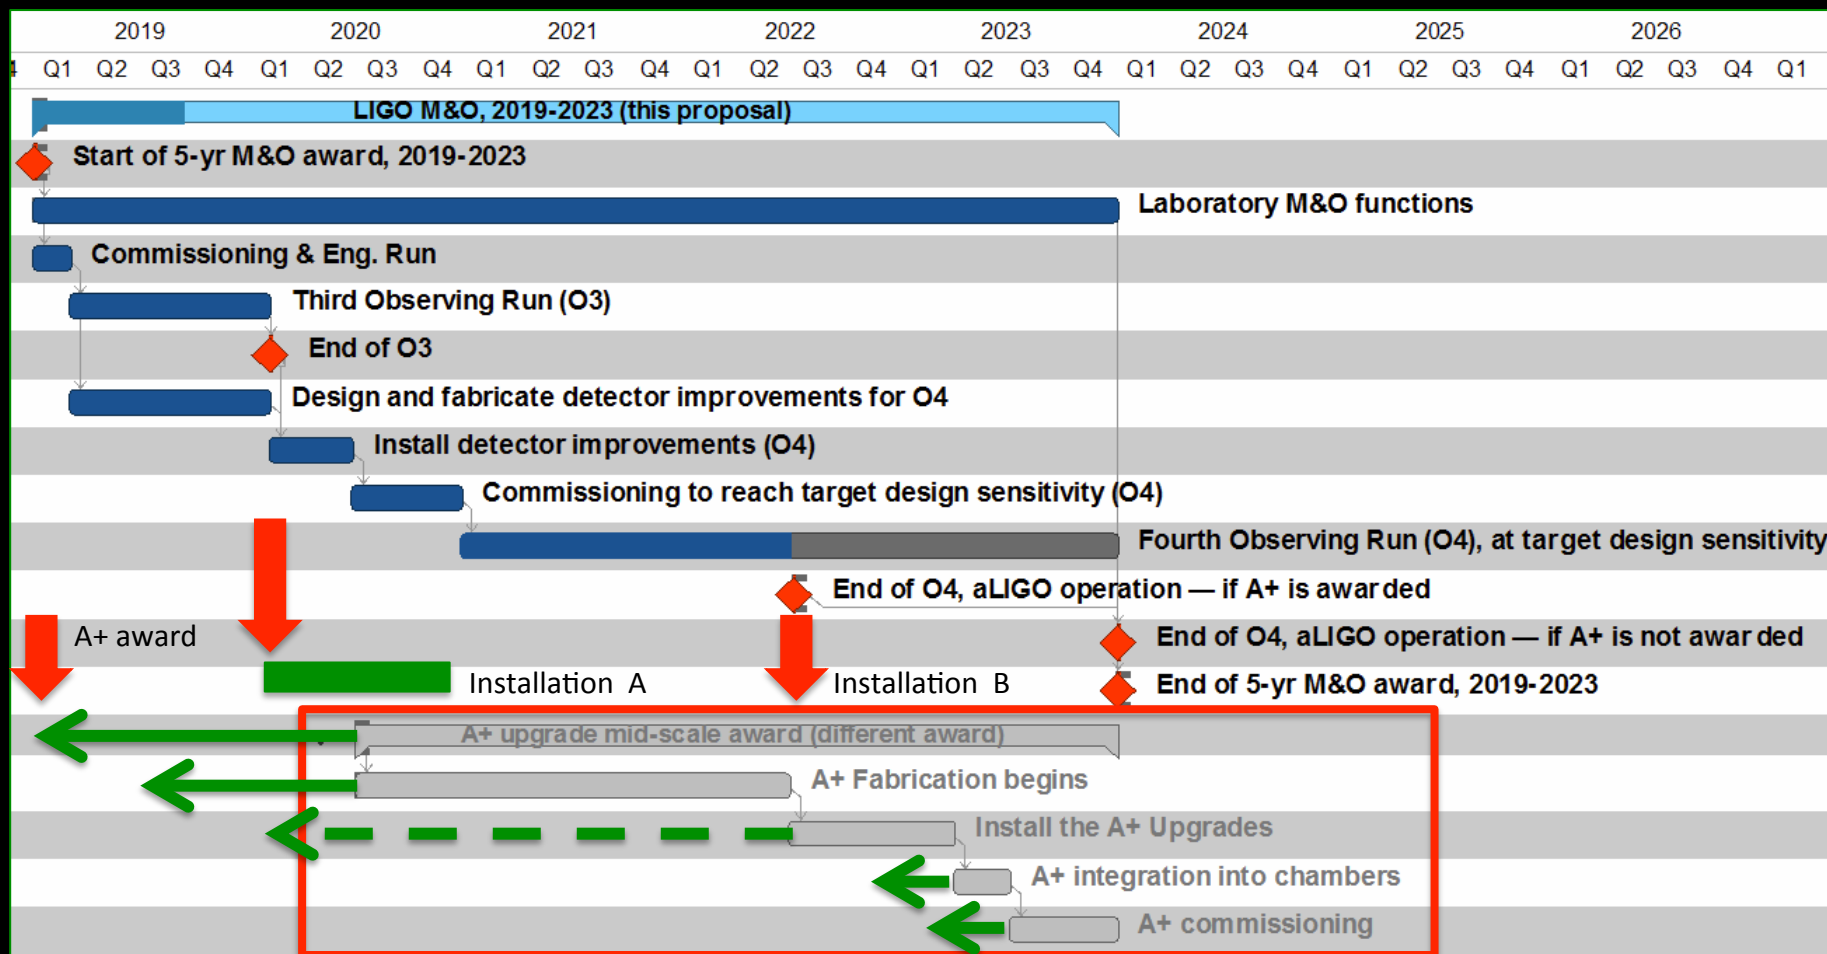 2019 2020 2021 2022 2023 2024 2025 2026
4 Q1 Q2 Q3 Q4 Q1 Q2 Q3 Q4 Q1 Q2 Q3 Q4 Q1 Q2 Q3 Q4 Q1 Q2 Q3 Q4 Q1 Q2 Q3 Q4 Q1 Q2 Q3 Q4 Q1 Q2 Q3 Q4 Q1
LIGO M&O, 2019-2023 (this proposal)
Start of 5-yr M&O award, 2019-2023
Laboratory M&O functions
Commissioning & Eng. Run
Third Observing Run (O3)
End of O3
Design and fabricate detector improvements for O4
Install detector improvements (O4)
Commissioning to reach target design sensitivity (O4)
Fourth Observing Run (O4), at target design sensitivity
End of O4, aLIGO operation — if A+ is awarded
A+ award
End of O4, aLIGO operation — if A+ is not awarded
Installation A
Installation B
End of 5-yr M&O award, 2019-2023
A+ upgrade mid-scale award (different award)
A+ Fabrication begins
Install the A+ Upgrades
A+ integration into chambers
A+ commissioning